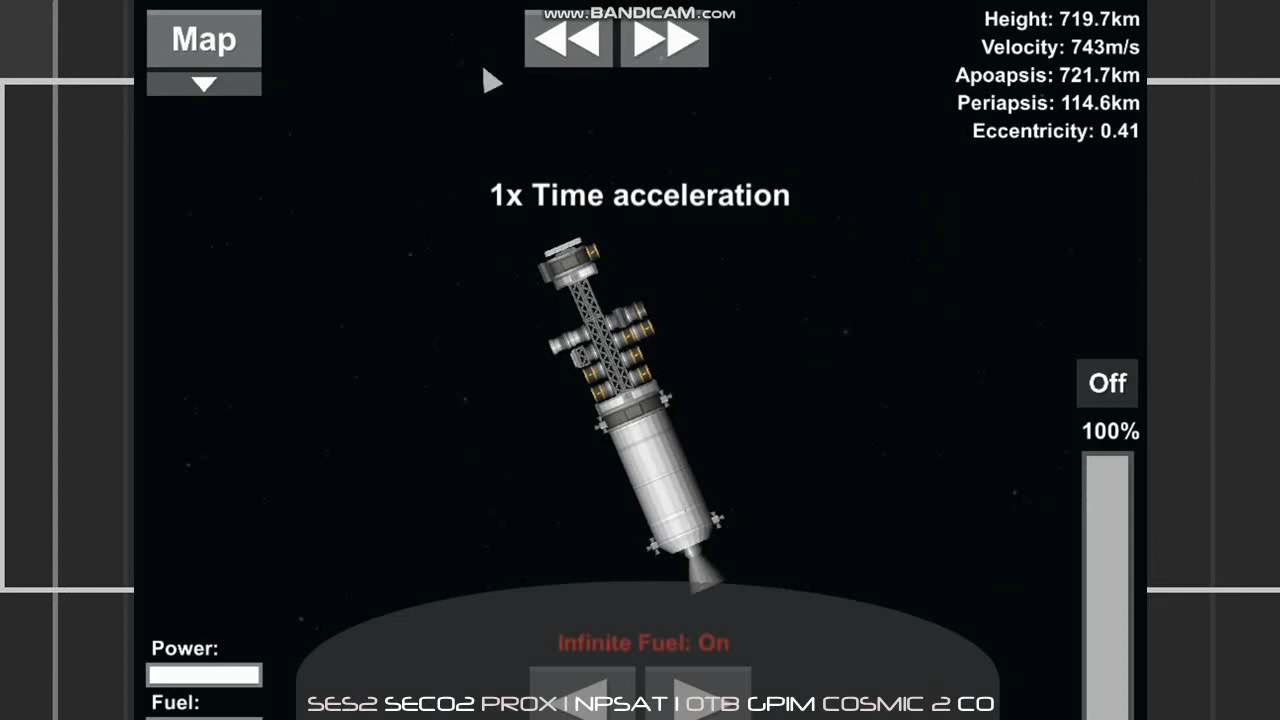 www.BANDICAM.com
Map
Height: 719.7km
Velocity: 743m/s
Apoapsis: 721.7km
Periapsis: 114.6km
Eccentricity: 0.41
1x Time acceleration
Off
100%
Infinite Fuel: On
Power:
Fuel:
SES2 SECO2 PROX 1 NPSAT 1 OTB GPIM COSMIC 2 CO